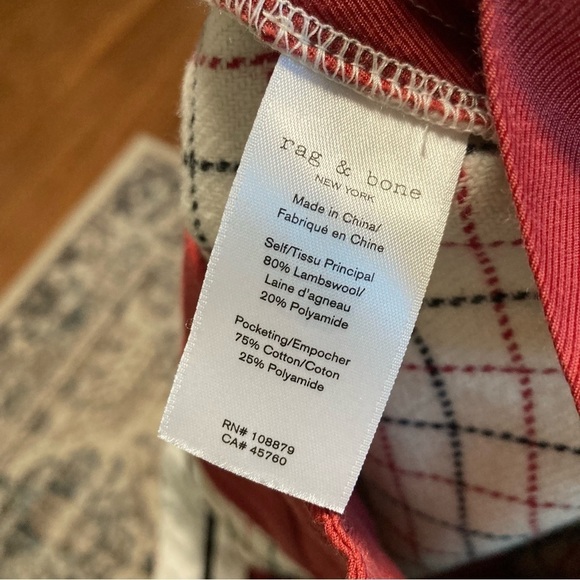 rag & bone
NEW YORK
Made in China/
Fabriqué en Chine
Self/Tissu Principal
80% Lambswool/
Laine d'agneau
20% Polyamide
Pocketing/Empocher
75% Cotton/Coton
25% Polyamide
RN# 108879
CA# 45760